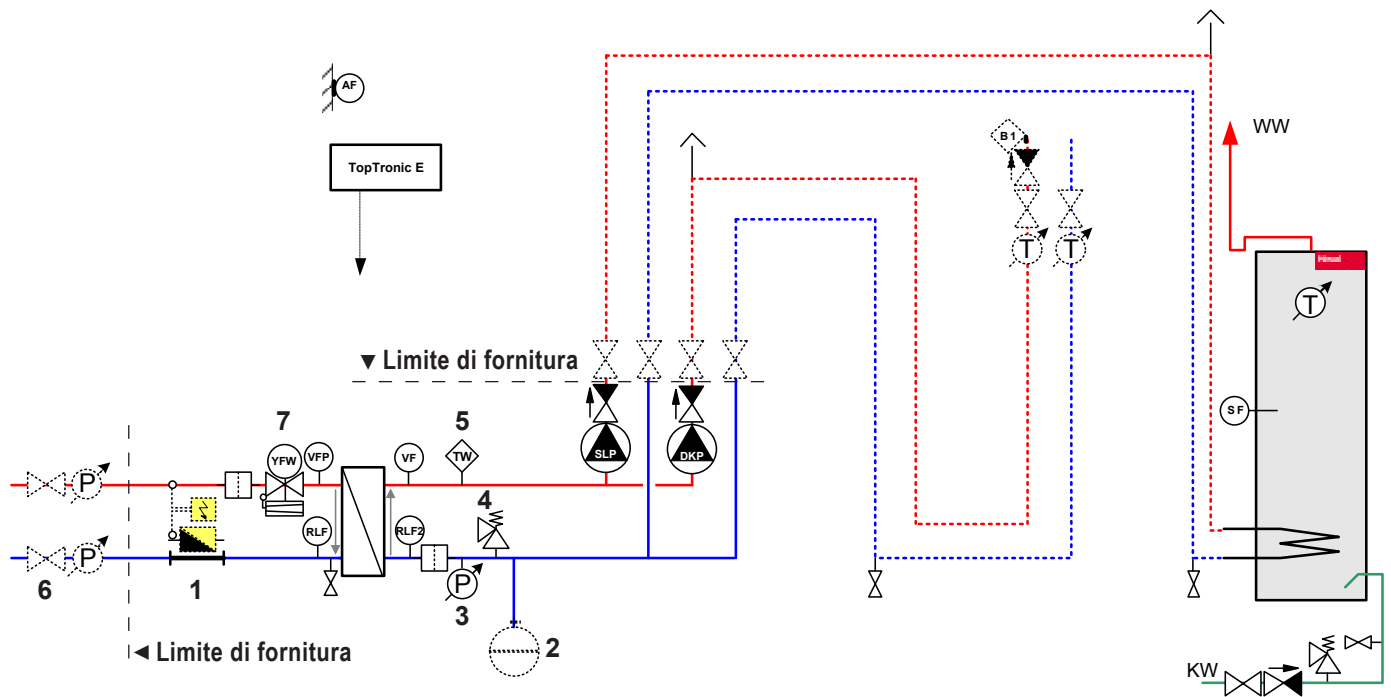 AF
WW
B1
TopTronic E
T
T
T
▼ Limite di fornitura
SF
7
5
YFW
VFP
VF
TW
SLP
DKP
4
P
P
RLF
RLF2
P
6
1
3
2
◄ Limite di fornitura
KW